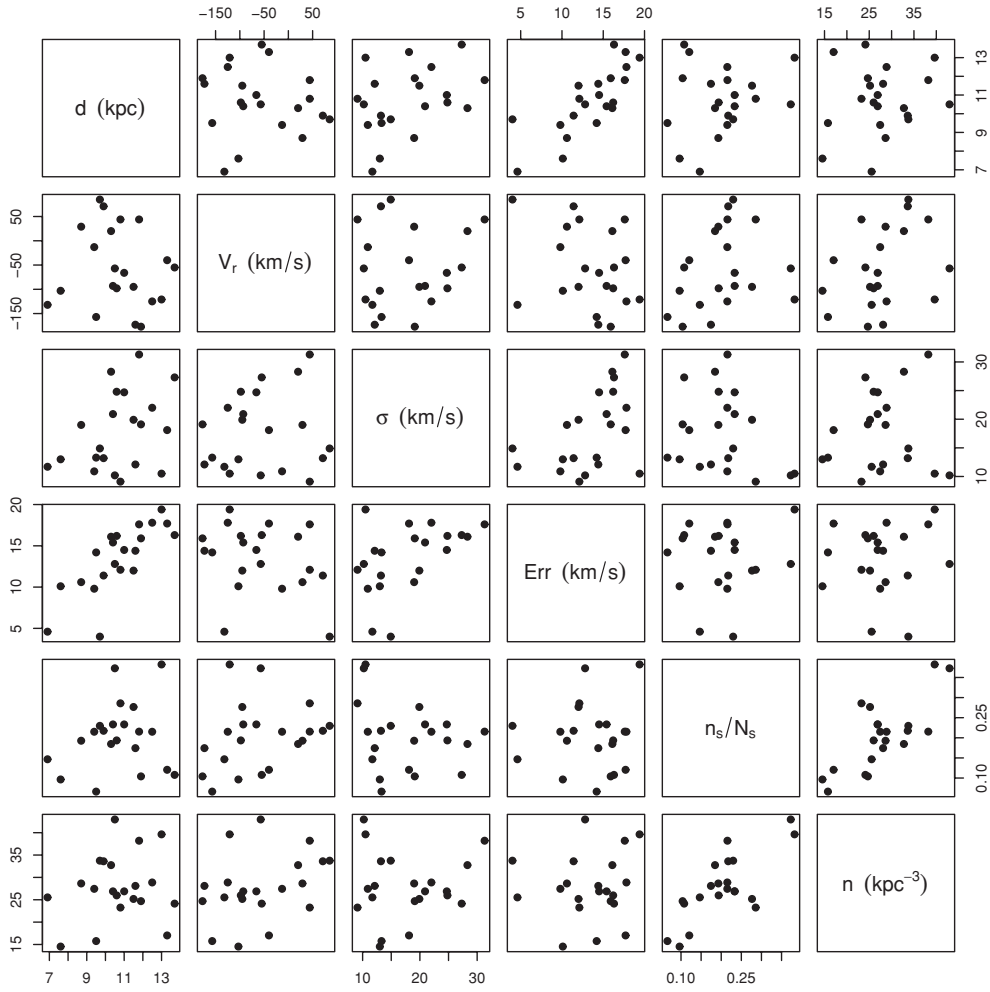 −150 −50 50 5 10 15 20 15 25 35
d (kpc)
7 9 11 13
V_r (km/s)
−150 −50 50
σ (km/s)
10 20 30
Err (km/s)
5 10 15 20
n_s/N_s
0.10 0.25
n (kpc⁻³)
15 25 35
7 9 11 13 10 20 30 0.10 0.25